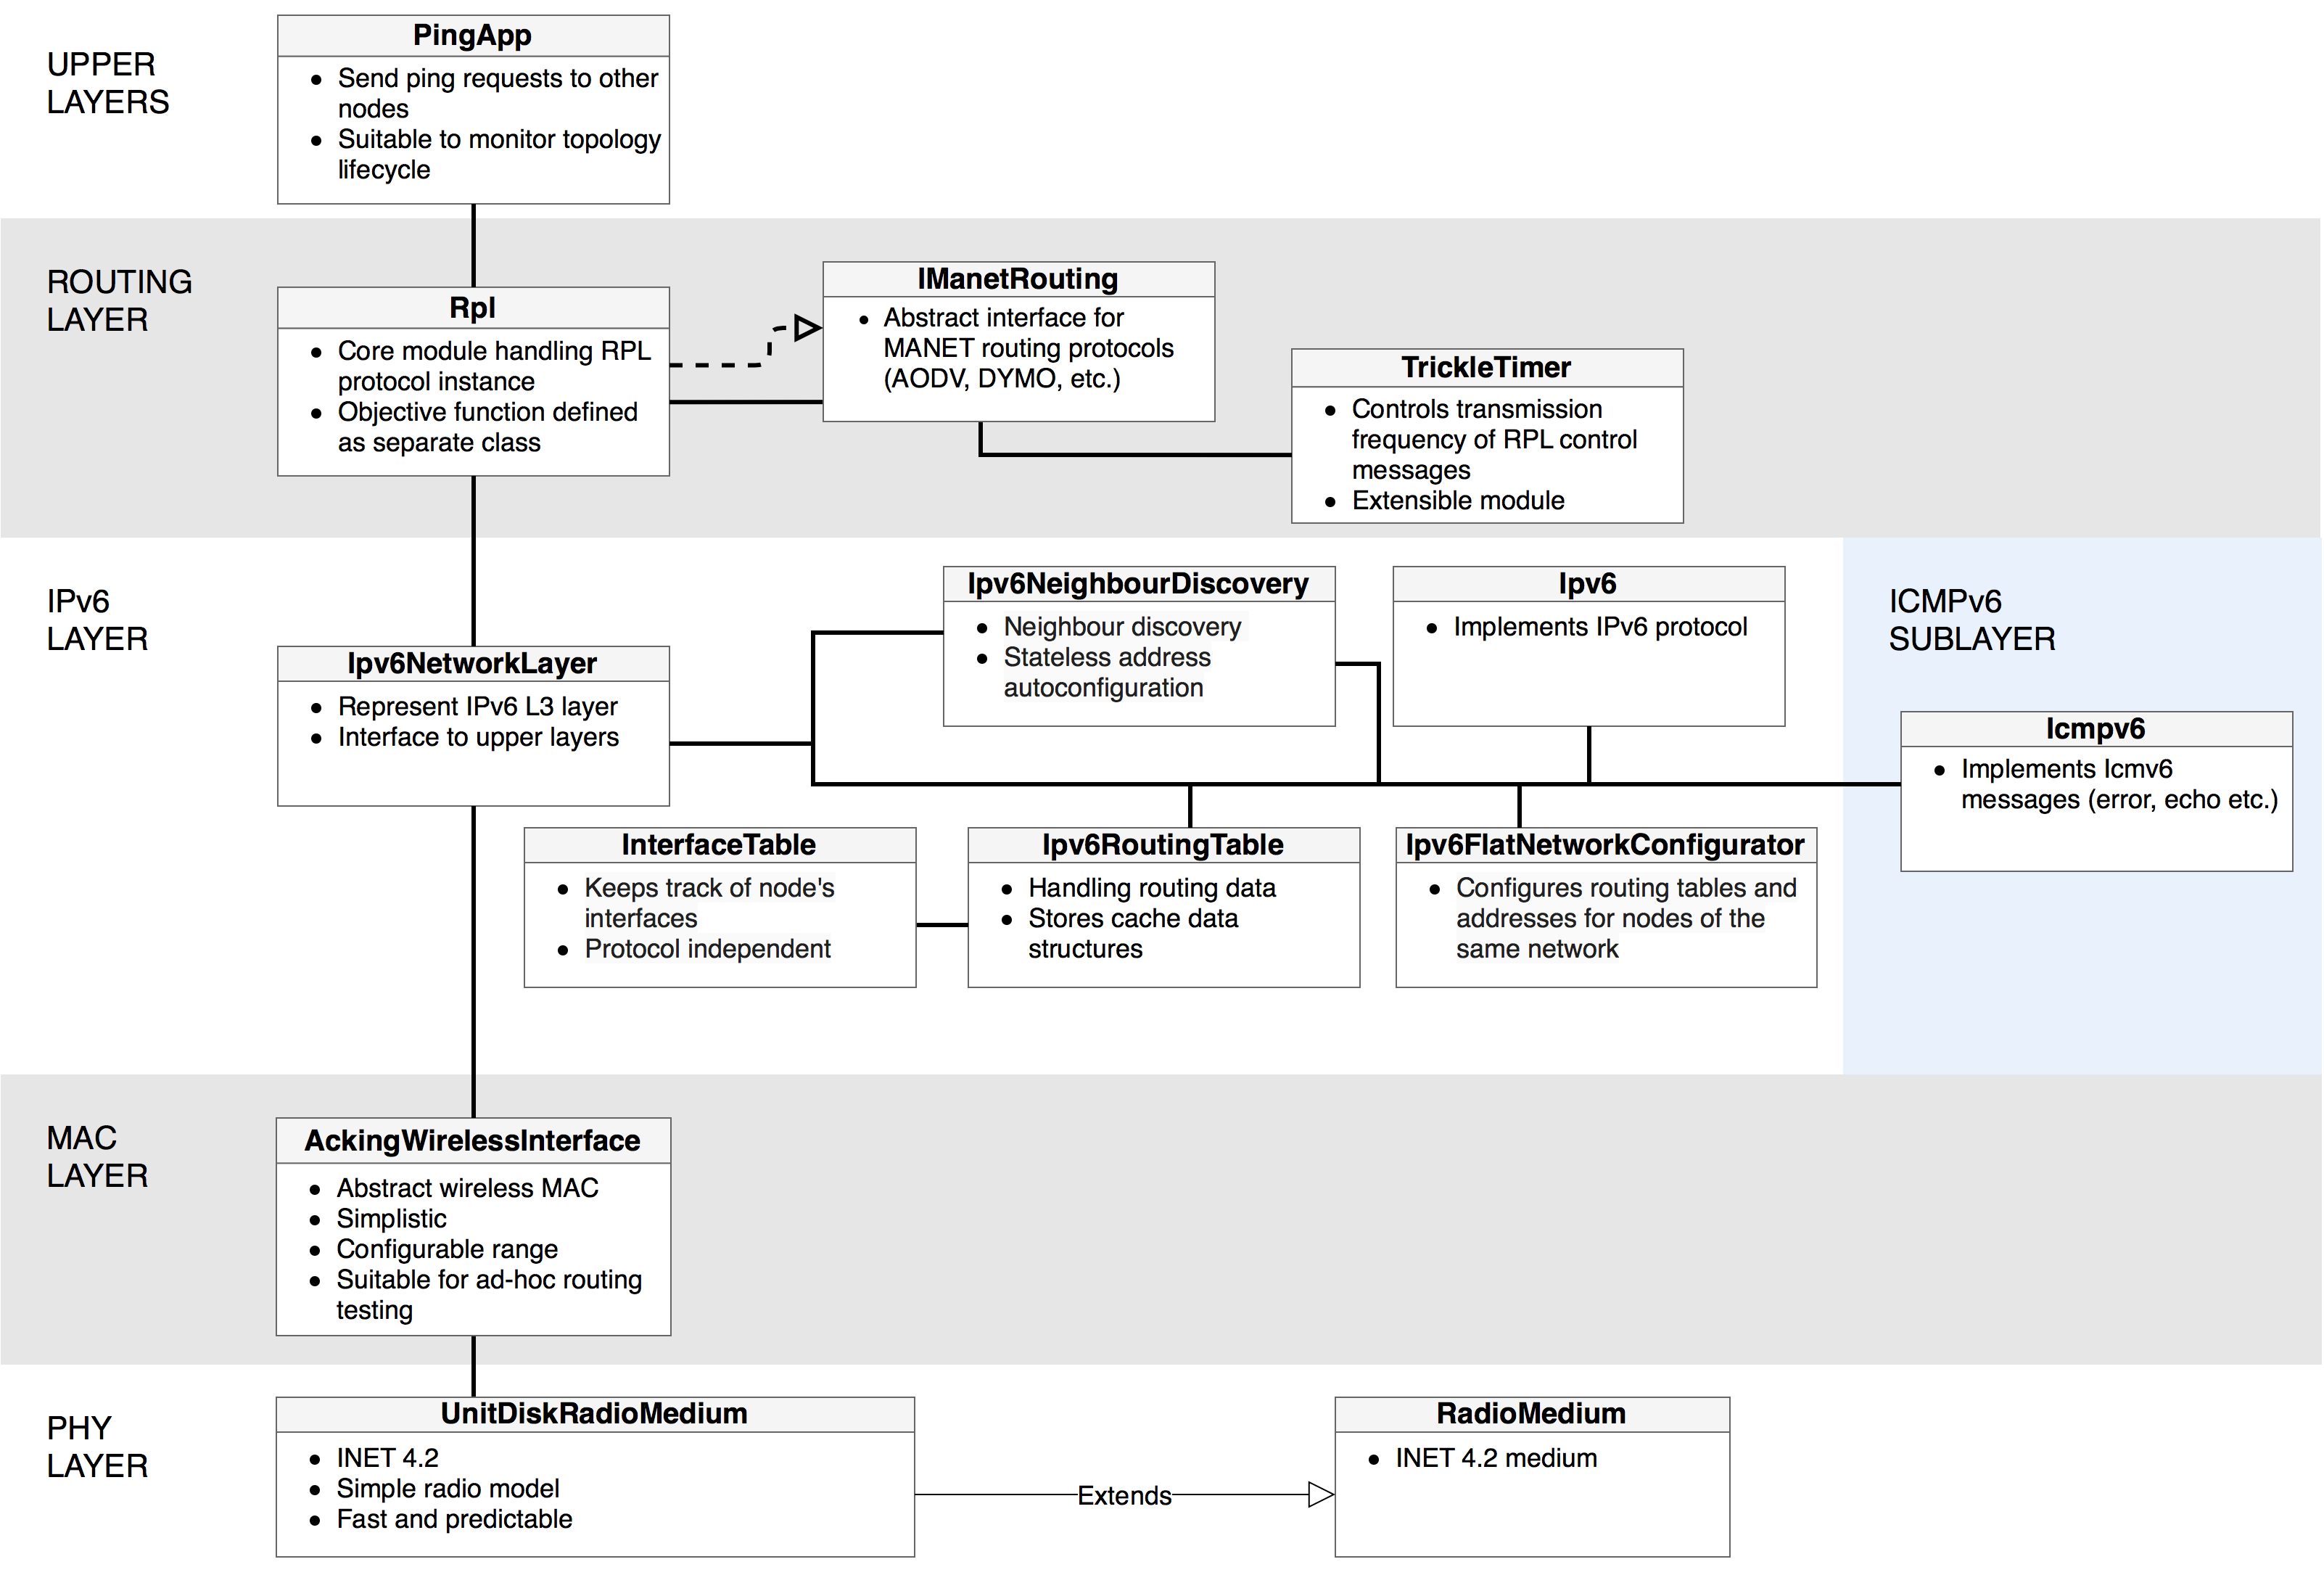 UPPER
LAYERS
PingApp
● Send ping requests to other
nodes
● Suitable to monitor topology
lifecycle
ROUTING
LAYER
Rpl
● Core module handling RPL
protocol instance
● Objective function defined
as separate class
IManetRouting
● Abstract interface for
MANET routing protocols
(AODV, DYMO, etc.)
TrickleTimer
● Controls transmission
frequency of RPL control
messages
● Extensible module
IPv6
LAYER
Ipv6NetworkLayer
● Represent IPv6 L3 layer
● Interface to upper layers
Ipv6NeighbourDiscovery
● Neighbour discovery
● Stateless address
autoconfiguration
Ipv6
● Implements IPv6 protocol
ICMPv6
SUBLAYER
Icmpv6
● Implements Icmv6
messages (error, echo etc.)
InterfaceTable
● Keeps track of node's
interfaces
● Protocol independent
Ipv6RoutingTable
● Handling routing data
● Stores cache data
structures
Ipv6FlatNetworkConfigurator
● Configures routing tables and
addresses for nodes of the
same network
MAC
LAYER
AckingWirelessInterface
● Abstract wireless MAC
● Simplistic
● Configurable range
● Suitable for ad-hoc routing
testing
PHY
LAYER
UnitDiskRadioMedium
● INET 4.2
● Simple radio model
● Fast and predictable
Extends
RadioMedium
● INET 4.2 medium